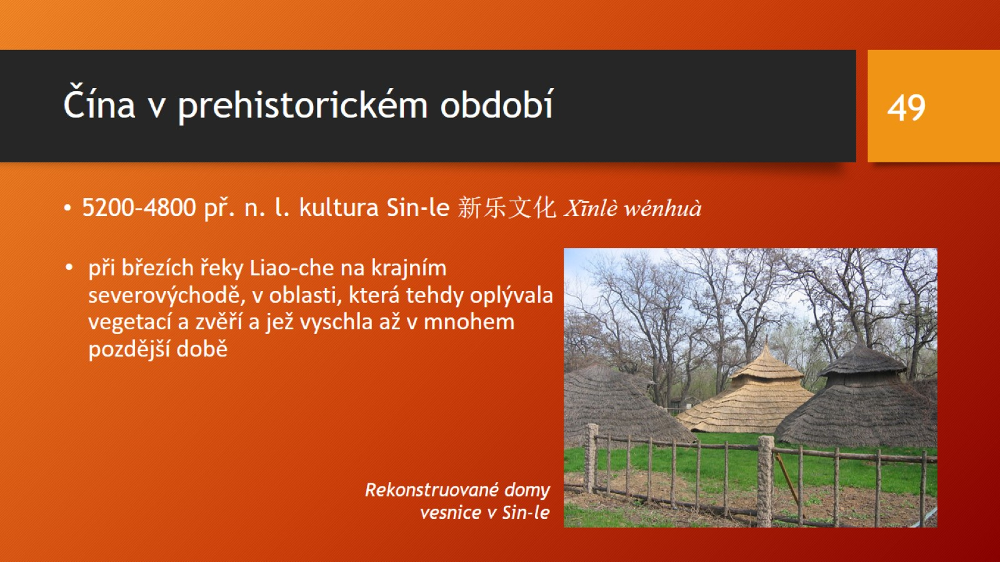 Čína v prehistorickém období
49
• 5200-4800 př. n. l. kultura Sin-le 新乐文化 Xīnlè wénhuà
• při březích řeky Liao-che na krajním
severovýchodě, v oblasti, která tehdy oplývala
vegetací a zvěří a jež vyschla až v mnohem
pozdější době
Rekonstruované domy
vesnice v Sin-le